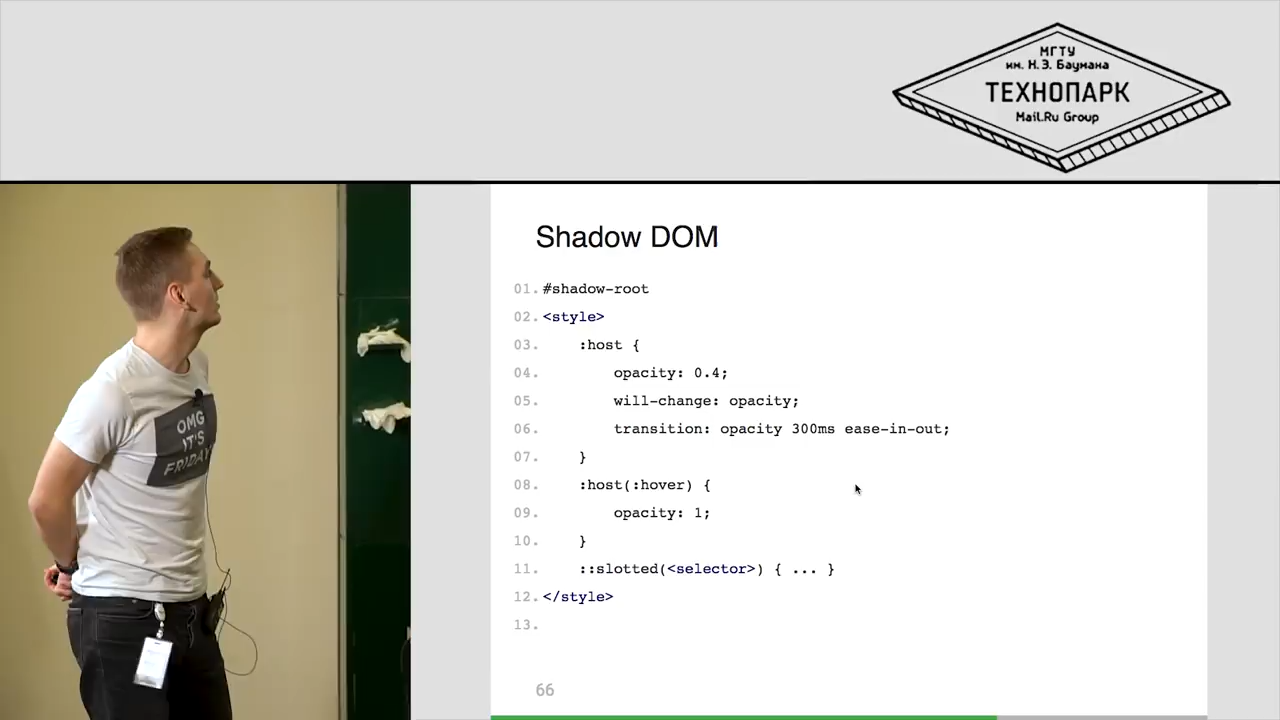 МГТУ
им. Н.Э. Баумана
ТЕХНОПАРК
Mail.Ru Group
OMG
IT'S
FRIDAY
Shadow DOM
01. #shadow-root
02. <style>
03. :host {
04. opacity: 0.4;
05. will-change: opacity;
06. transition: opacity 300ms ease-in-out;
07. }
08. :host(:hover) {
09. opacity: 1;
10. }
11. ::slotted(<selector>) { ... }
12. </style>
13.
66